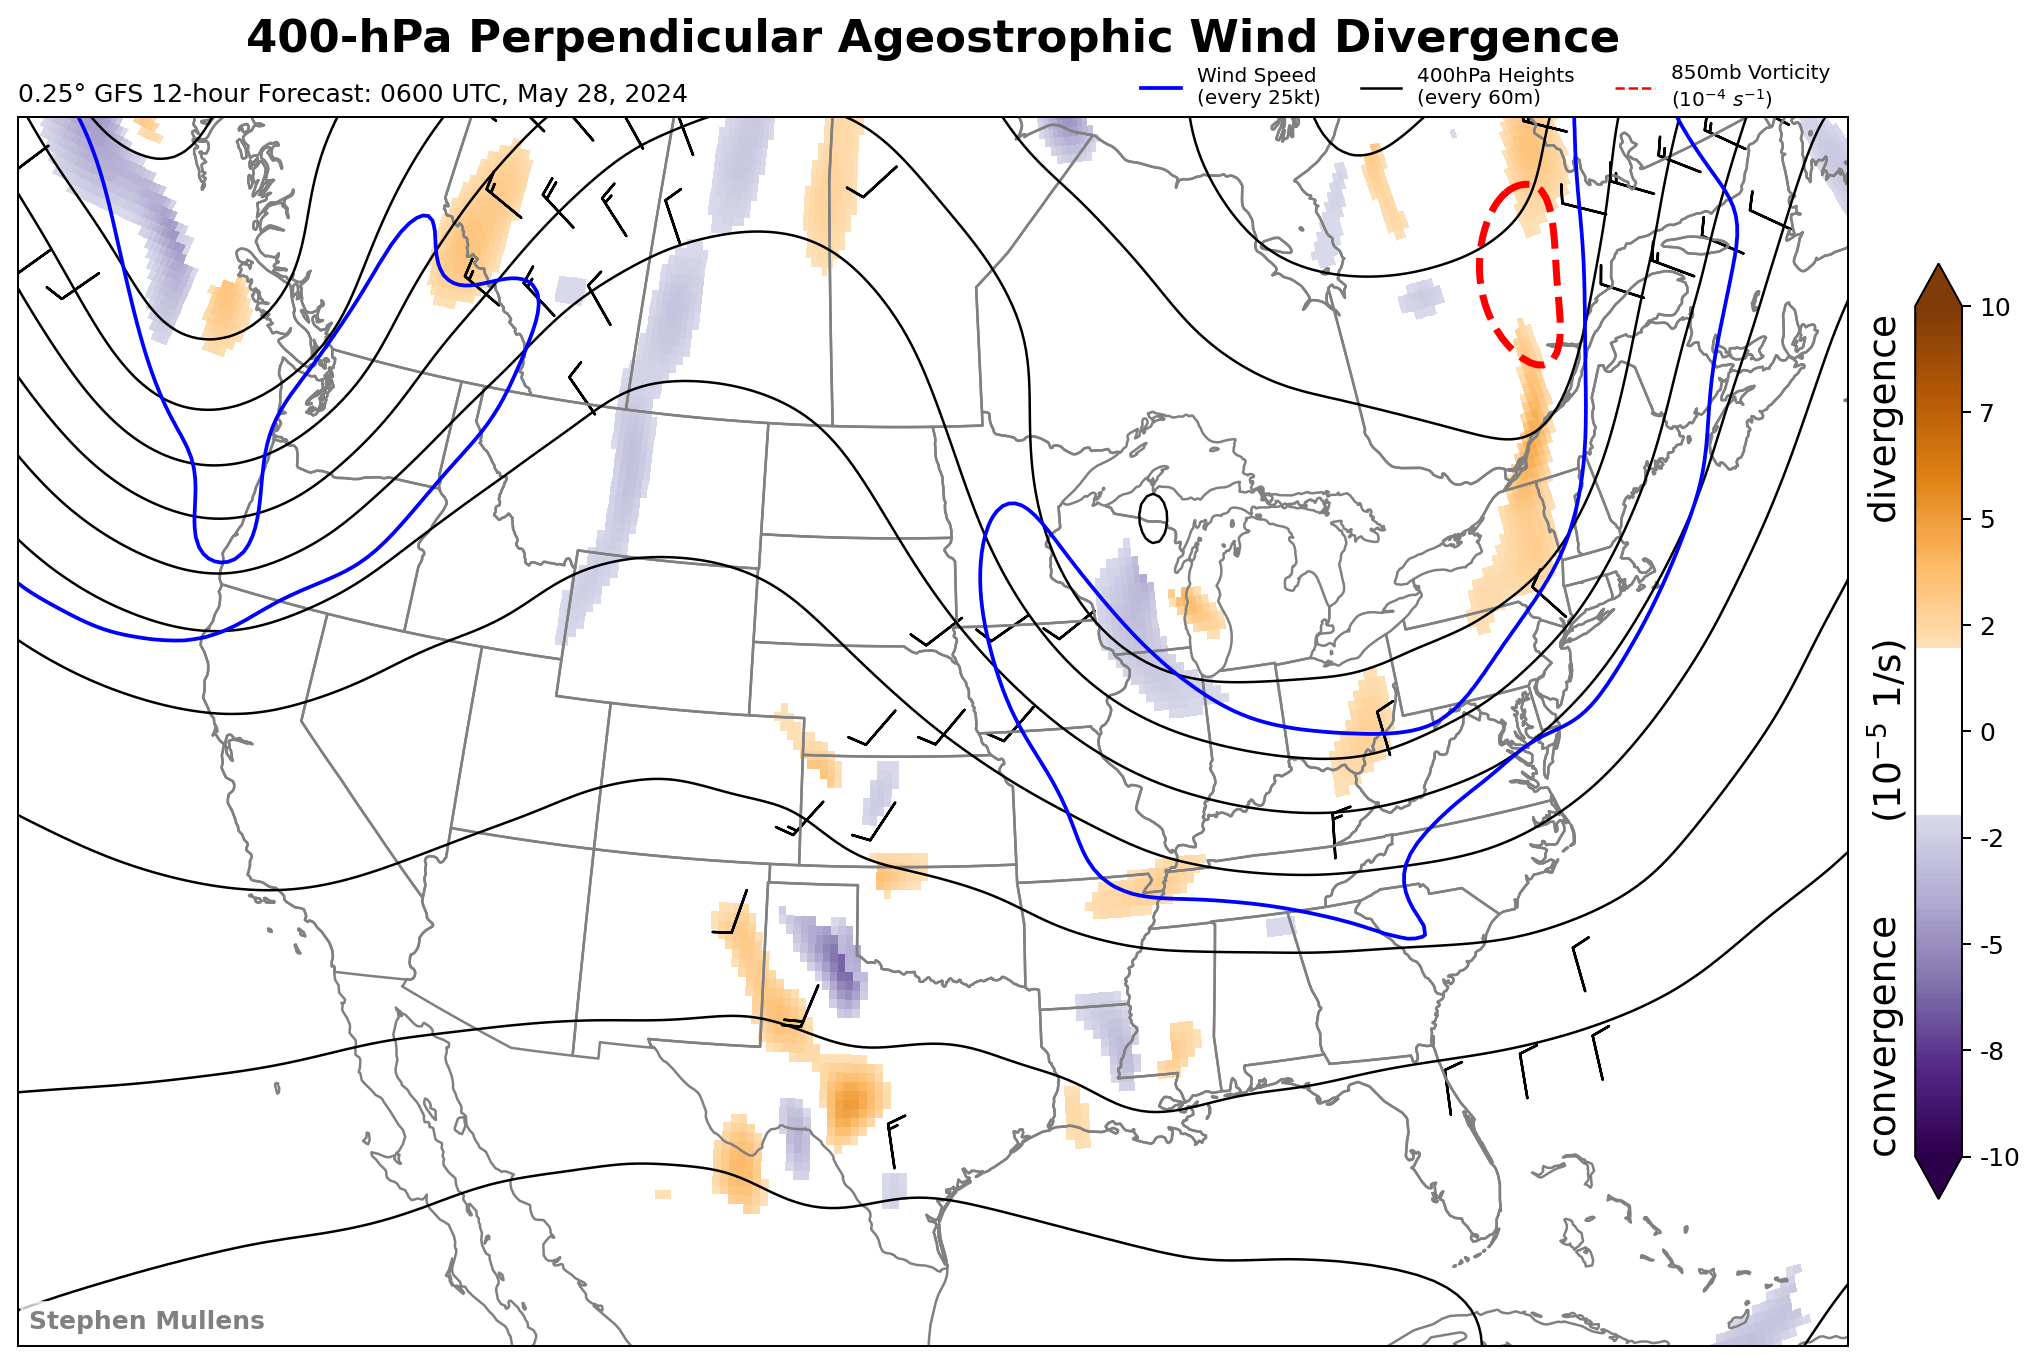 400-hPa Perpendicular Ageostrophic Wind Divergence
0.25° GFS 12-hour Forecast: 0600 UTC, May 28, 2024
Wind Speed
(every 25kt)
400hPa Heights
(every 60m)
850mb Vorticity
(10⁻⁴ s⁻¹)
10
7
5
2
0
-2
-5
-8
-10
convergence (10⁻⁵ 1/s) divergence
Stephen Mullens